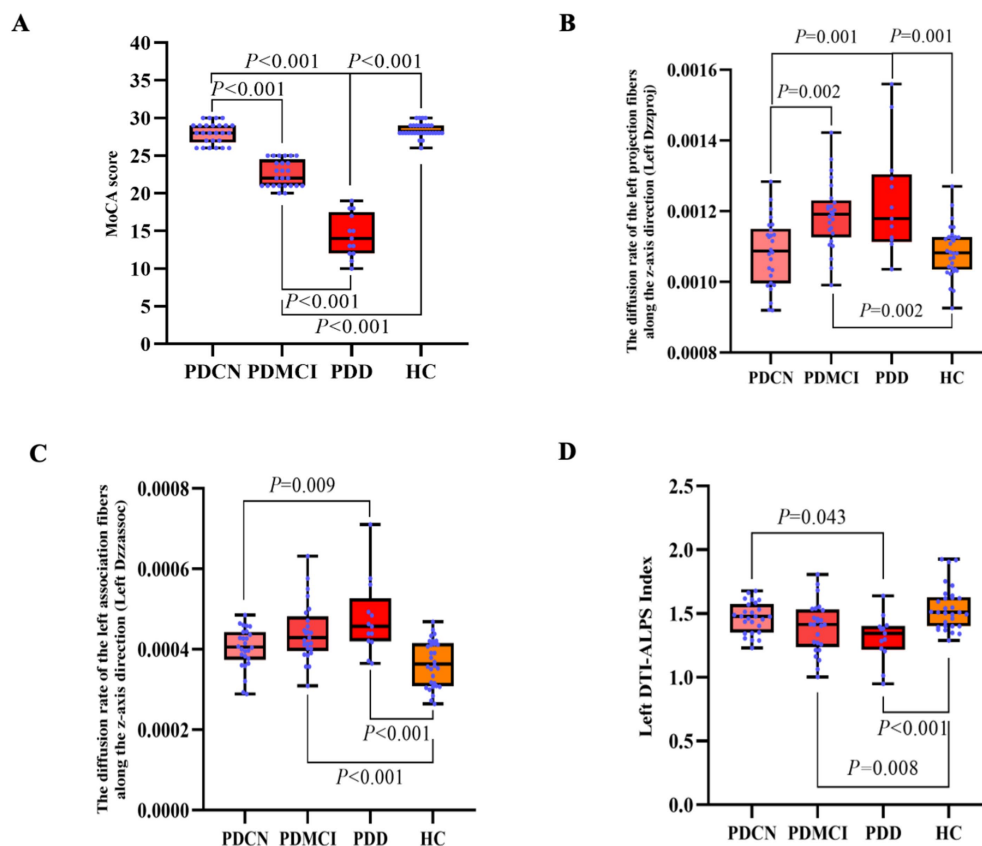 A
MoCA score
40
35
30
25
20
15
10
5
0
P<0.001
P<0.001
P<0.001
P<0.001
P<0.001
PDCN
PDMCI
PDD
HC
B
The diffusion rate of the left projection fibers
along the z-axis direction (Left Dzzproj)
0.0016
0.0014
0.0012
0.0010
0.0008
P=0.001
P=0.001
P=0.002
P=0.002
PDCN
PDMCI
PDD
HC
C
The diffusion rate of the left association fibers
along the z-axis direction (Left Dzzassoc)
0.0008
0.0006
0.0004
0.0002
0.0000
P=0.009
P<0.001
P<0.001
PDCN
PDMCI
PDD
HC
D
Left DTI-ALPS Index
2.5
2.0
1.5
1.0
0.5
0.0
P=0.043
P<0.001
P=0.008
PDCN
PDMCI
PDD
HC